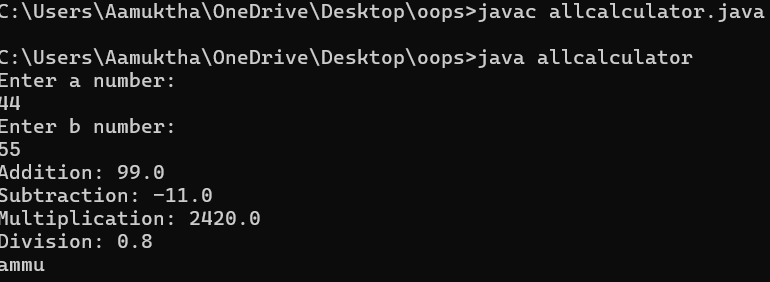 C:\Users\Aamuktha\OneDrive\Desktop\oops>javac allcalculator.java
C:\Users\Aamuktha\OneDrive\Desktop\oops>java allcalculator
Enter a number:
44
Enter b number:
55
Addition: 99.0
Subtraction: -11.0
Multiplication: 2420.0
Division: 0.8
ammu